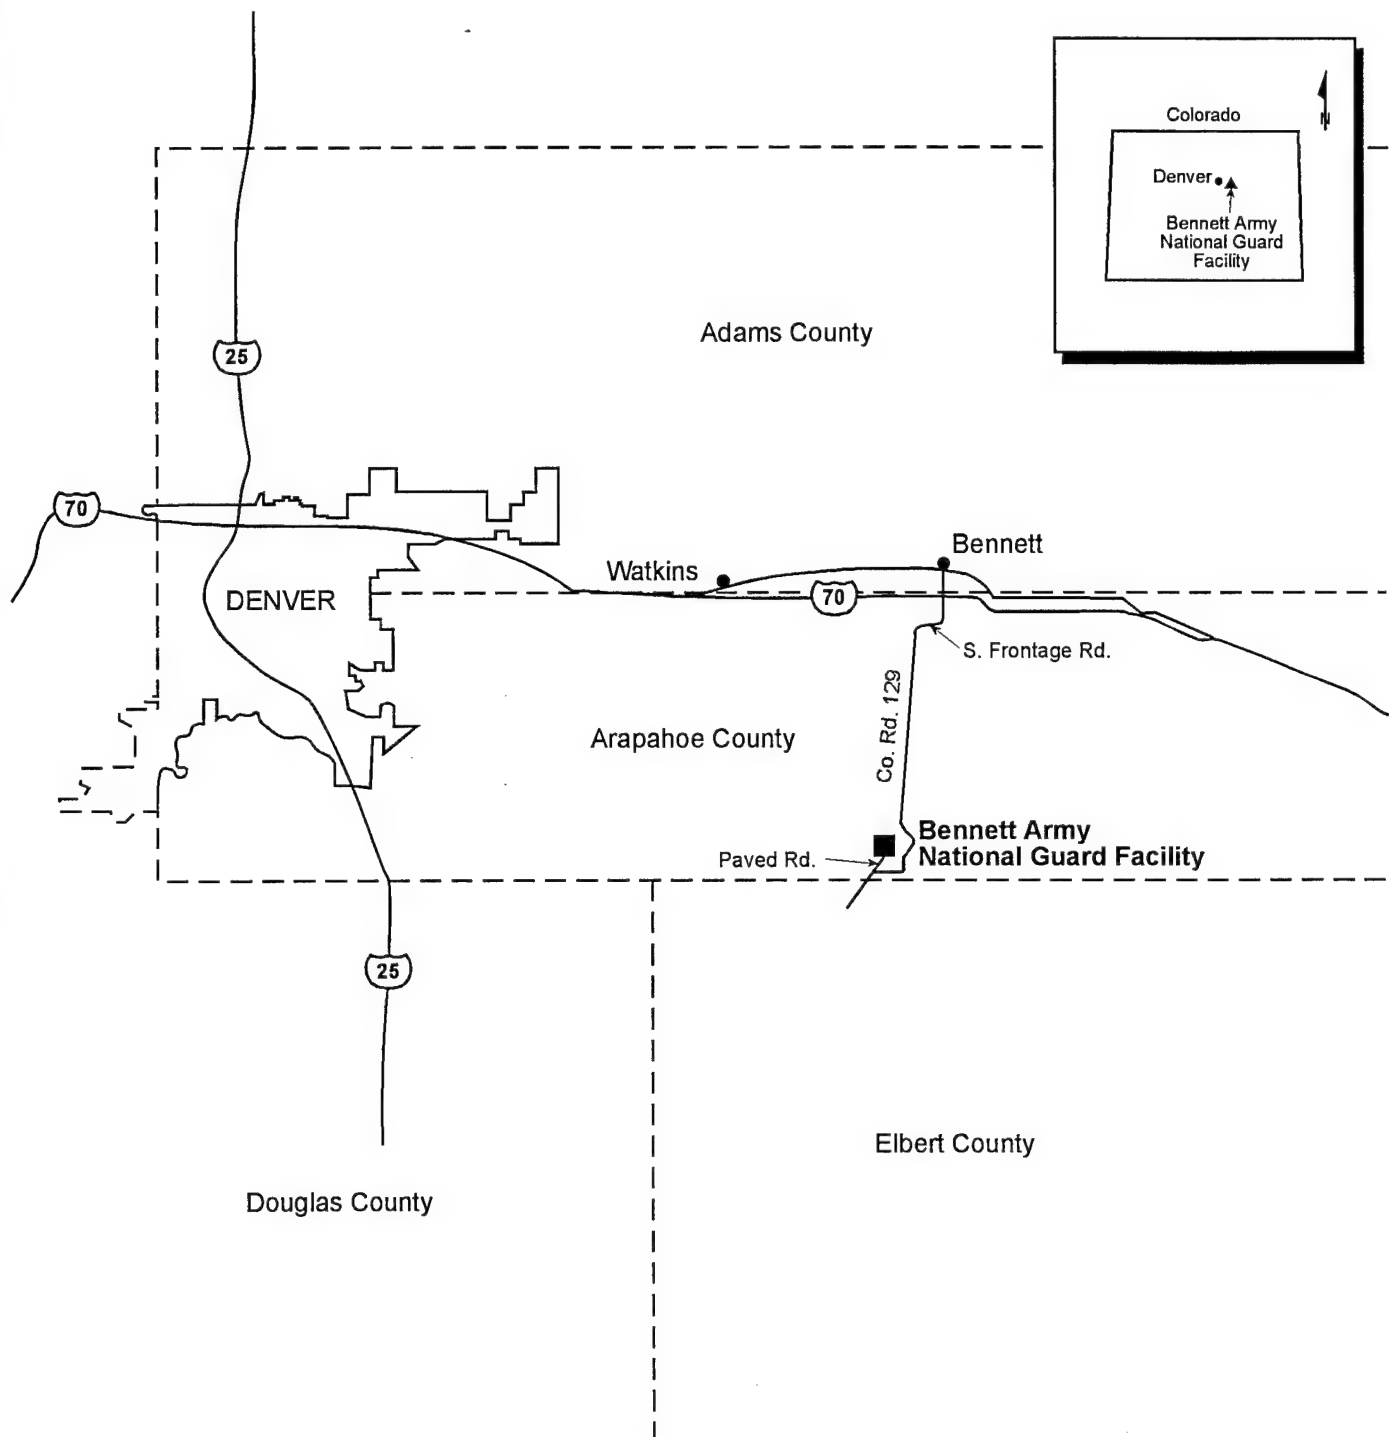 Colorado
N
Denver
Bennett Army
National Guard
Facility
Adams County
25
70
Bennett
Watkins
DENVER
70
S. Frontage Rd.
Co. Rd. 129
Arapahoe County
Bennett Army
National Guard Facility
Paved Rd.
25
Elbert County
Douglas County